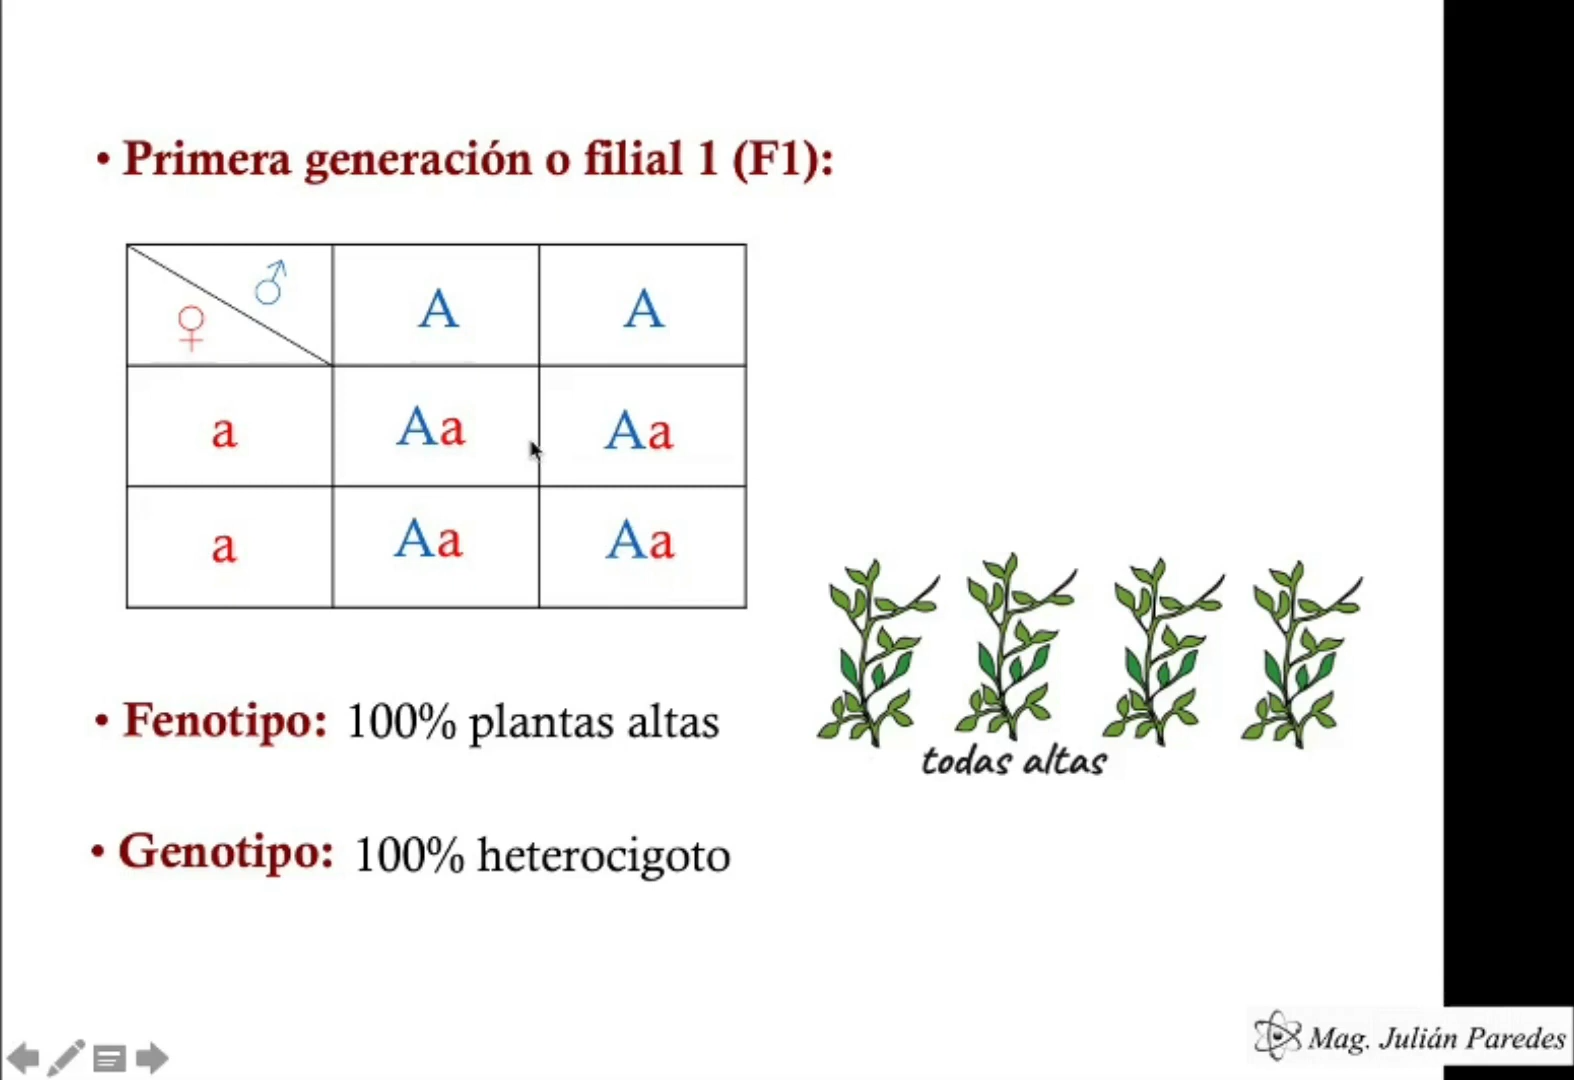 • Primera generación o filial 1 (F1):
♀ ♂ A A
a Aa Aa
a Aa Aa
todas altas
• Fenotipo: 100% plantas altas
• Genotipo: 100% heterocigoto
Mag. Julián Paredes